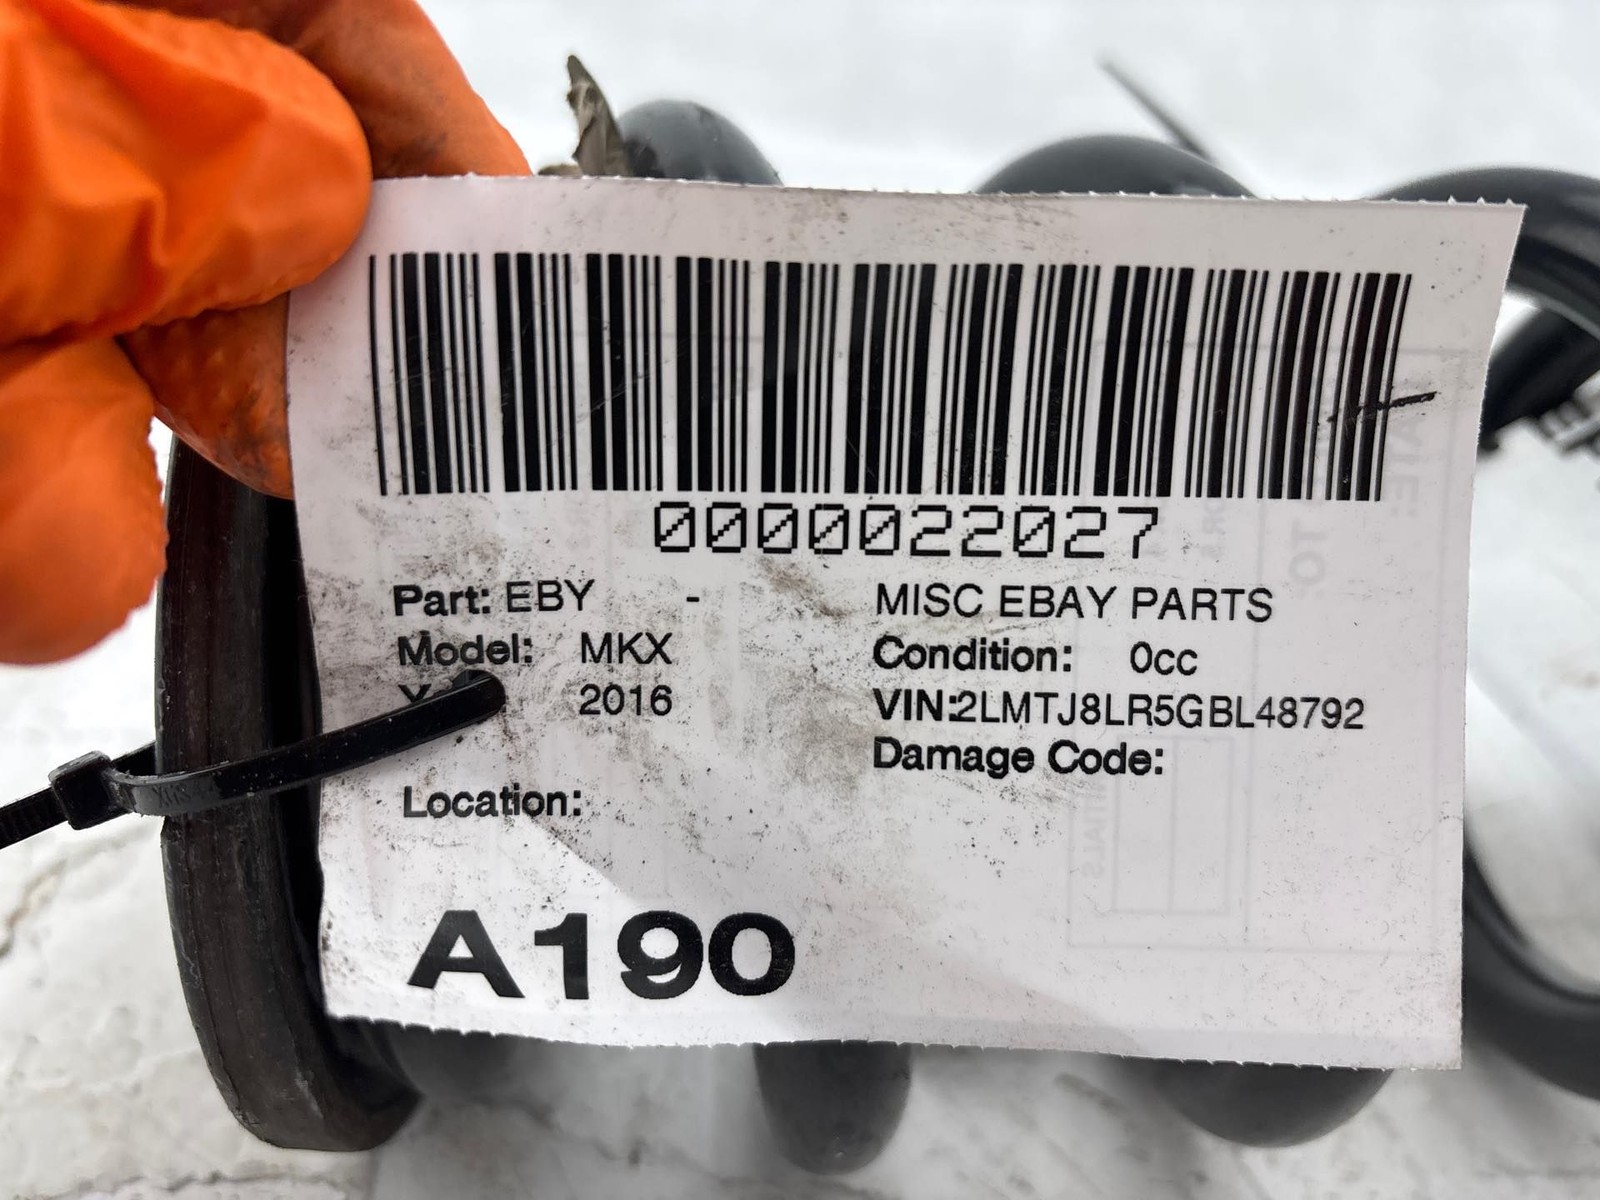 0000022027
Part: EBY - MISC EBAY PARTS
Model: MKX Condition: 0cc
2016 VIN:2LMTJ8LR5GBL48792
Damage Code:
Location:
A190